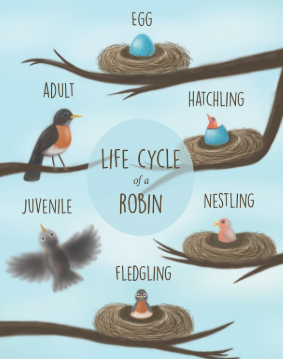 EGG
ADULT
HATCHLING
LIFE CYCLE
of a
ROBIN
JUVENILE
NESTLING
FLEDGLING